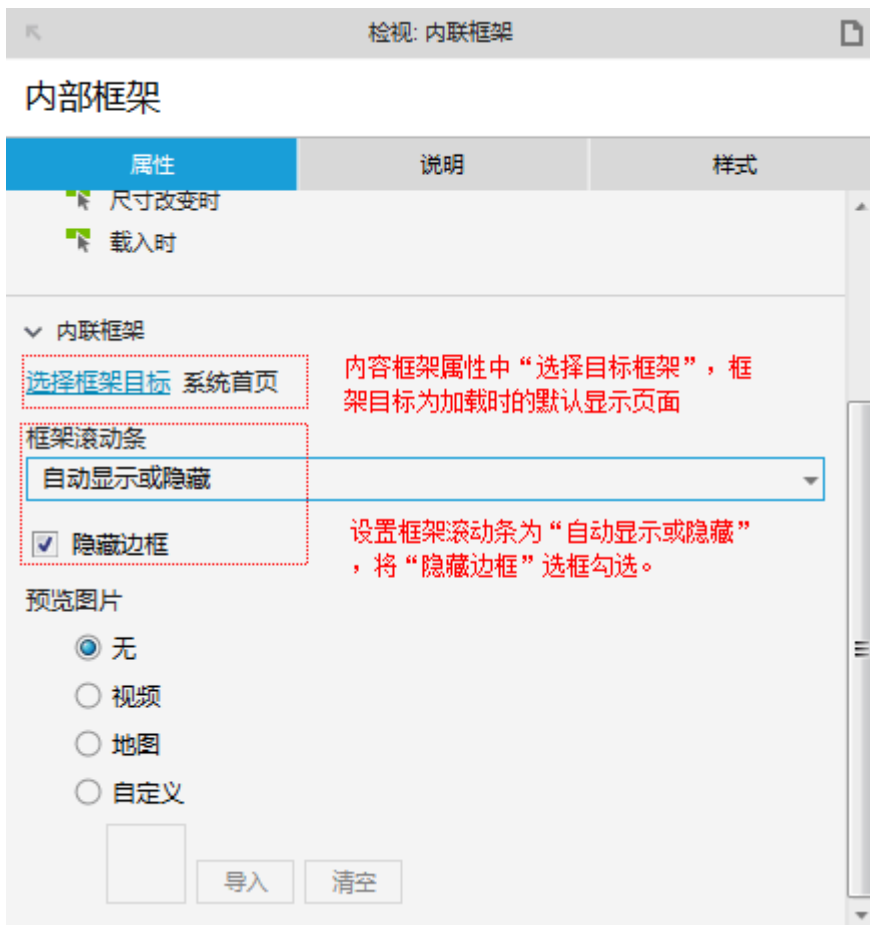 检视: 内联框架
内部框架
属性 说明 样式
尺寸改变时
载入时
内联框架
选择框架目标 系统首页
内容框架属性中“选择目标框架”，框
架目标为加载时的默认显示页面
框架滚动条
自动显示或隐藏
隐藏边框
设置框架滚动条为“自动显示或隐藏”
，将“隐藏边框”选框勾选。
预览图片
无
视频
地图
自定义
导入 清空